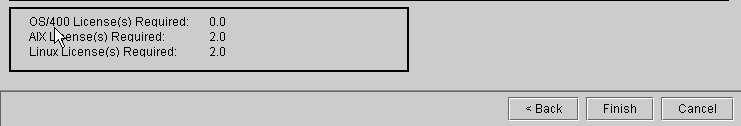 OS/400 License(s) Required: 0.0
AIX License(s) Required: 2.0
Linux License(s) Required: 2.0
< Back Finish Cancel